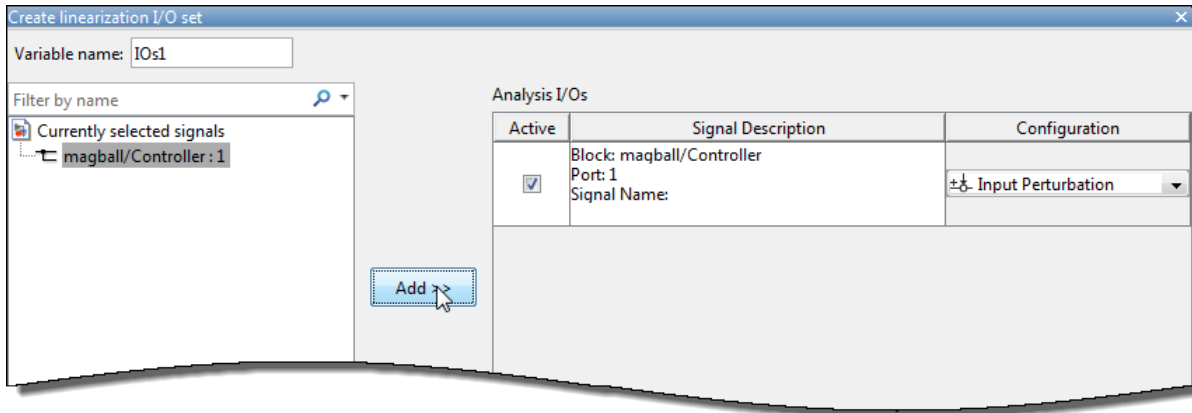 Create linearization I/O set
Variable name: IOs1
Filter by name
Currently selected signals
magball/Controller : 1
Add >>
Analysis I/Os
Active Signal Description Configuration
Block: magball/Controller
Port: 1
Signal Name:
Input Perturbation